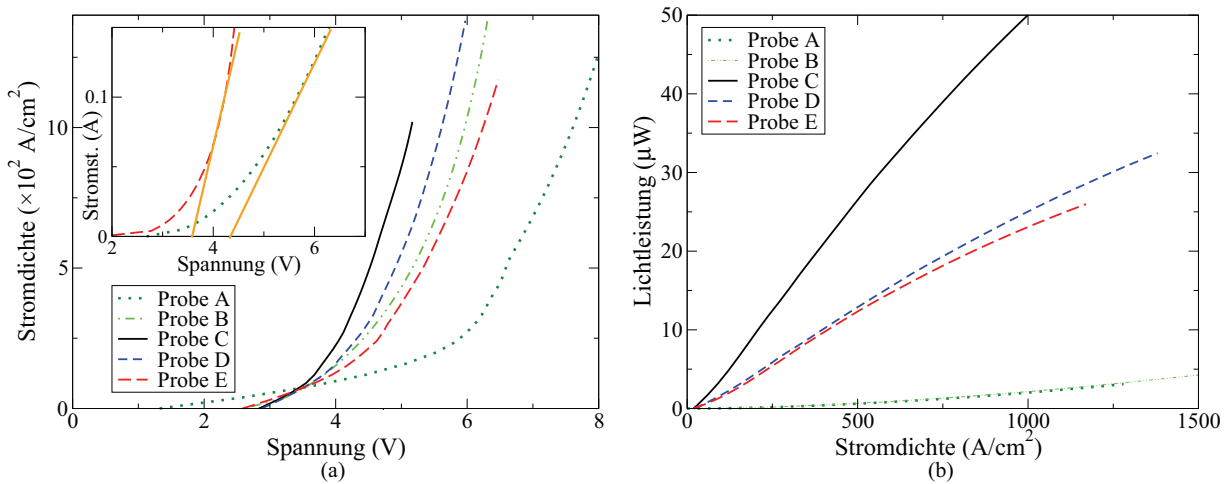 Stromdichte (×10² A/cm²)
10
5
0
0
2
4
6
8
Spannung (V)
(a)
Stromst. (A)
0.1
0
2
4
6
Spannung (V)
Probe A
Probe B
Probe C
Probe D
Probe E
Lichtleistung (µW)
50
40
30
20
10
0
0
500
1000
1500
Stromdichte (A/cm²)
(b)
Probe A
Probe B
Probe C
Probe D
Probe E